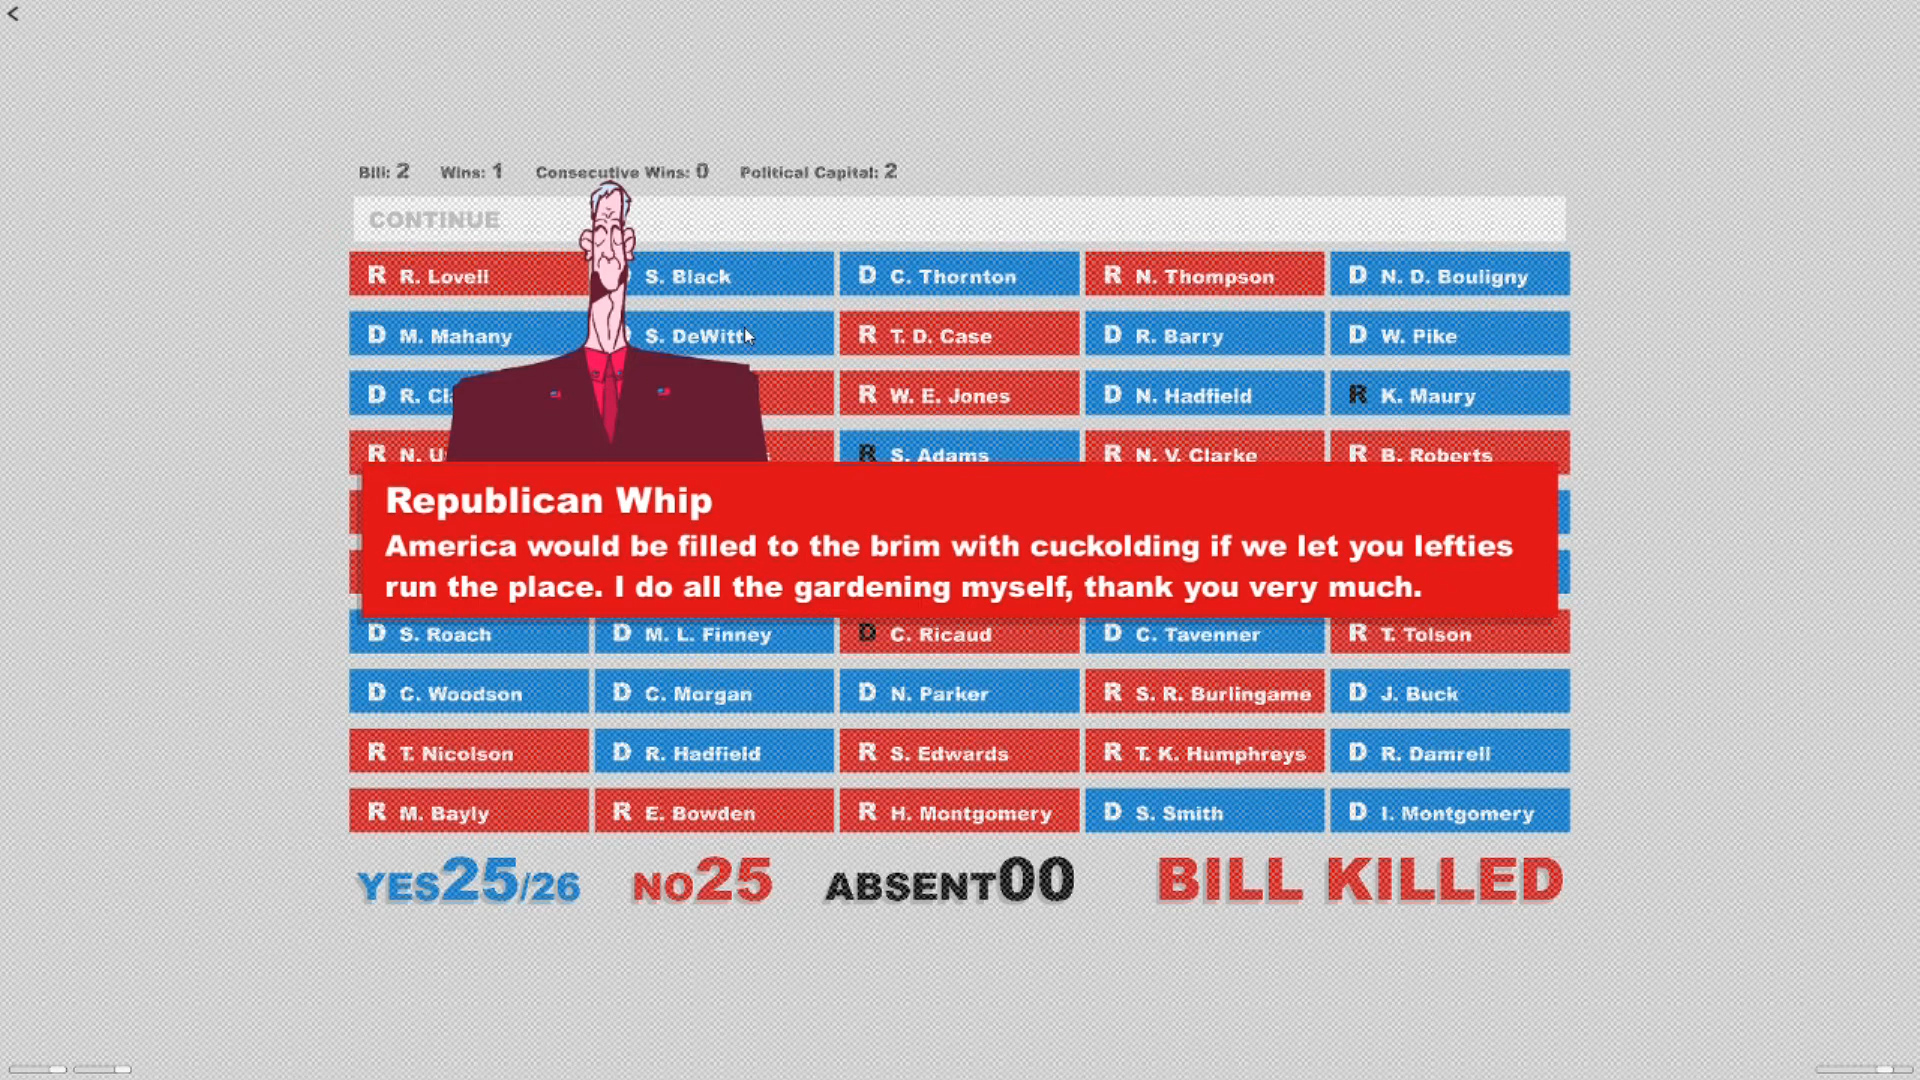 Bill: 2 Wins: 1 Consecutive Wins: 0 Political Capital: 2
CONTINUE
R R. Lovell S. Black D C. Thornton R N. Thompson D N. D. Bouligny
D M. Mahany S. DeWitt R T. D. Case D R. Barry D W. Pike
D R. R W. E. Jones D N. Hadfield R K. Maury
R N. R S. Adams R N. V. Clarke R B. Roberts
Republican Whip
America would be filled to the brim with cuckolding if we let you lefties
run the place. I do all the gardening myself, thank you very much.
D S. Roach D M. L. Finney D C. Ricaud D C. Tavenner R T. Tolson
D C. Woodson D C. Morgan D N. Parker R S. R. Burlingame D J. Buck
R T. Nicolson D R. Hadfield R S. Edwards R T. K. Humphreys D R. Damrell
R M. Bayly R E. Bowden R H. Montgomery D S. Smith D I. Montgomery
YES25/26 NO25 ABSENT00 BILL KILLED